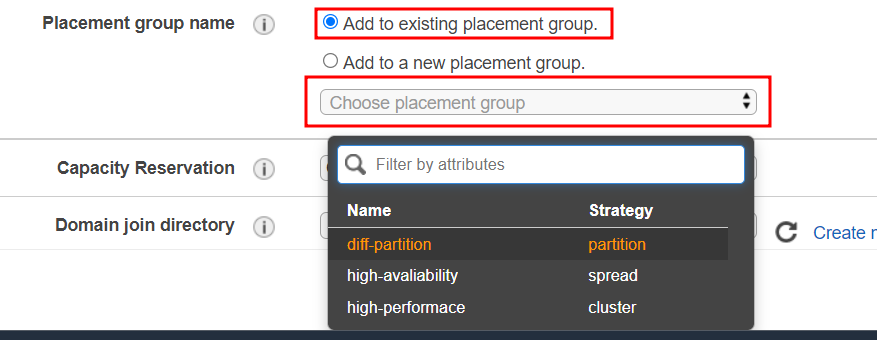 Placement group name
Add to existing placement group.
Add to a new placement group.
Choose placement group
Capacity Reservation
Filter by attributes
Domain join directory
Name Strategy
diff-partition partition
high-avaliability spread
high-performace cluster
Create